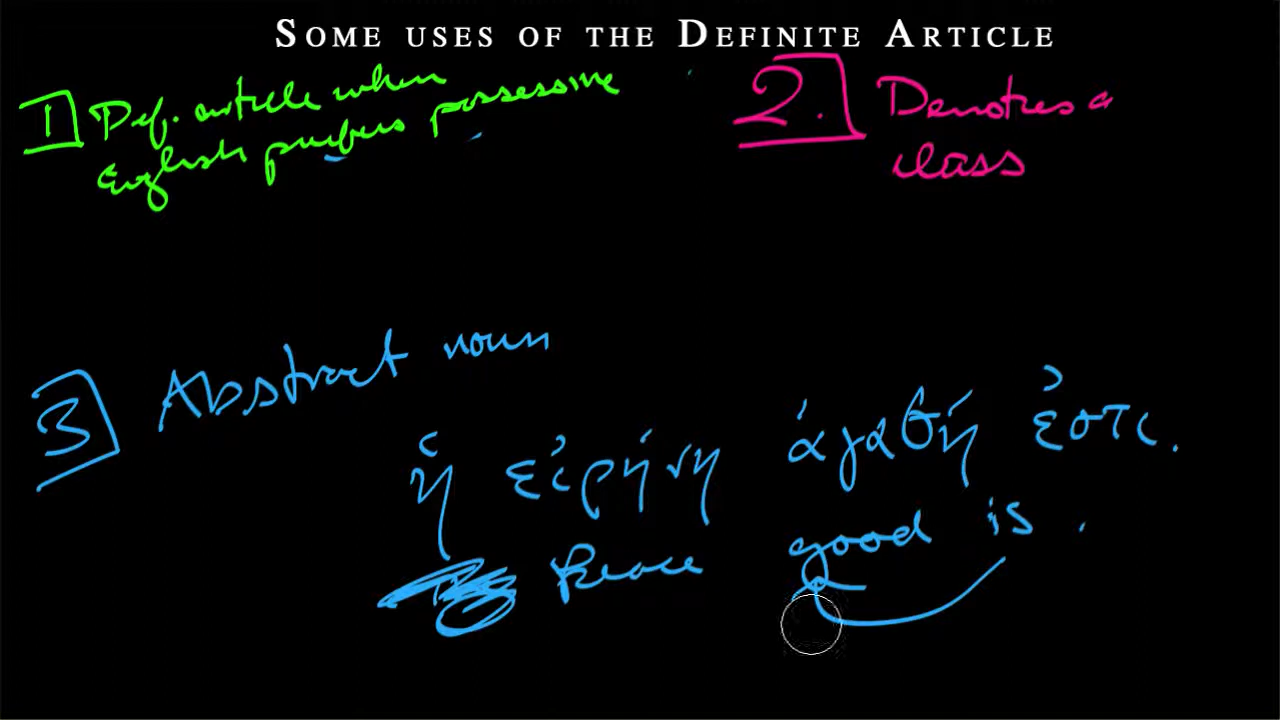 SOME USES OF THE DEFINITE ARTICLE
1 Def. article when
English prefers possessive
2. Denotes a
class
3 Abstract noun
ἡ εἰρήνη ἀγαθή ἐστι.
Peace good is.